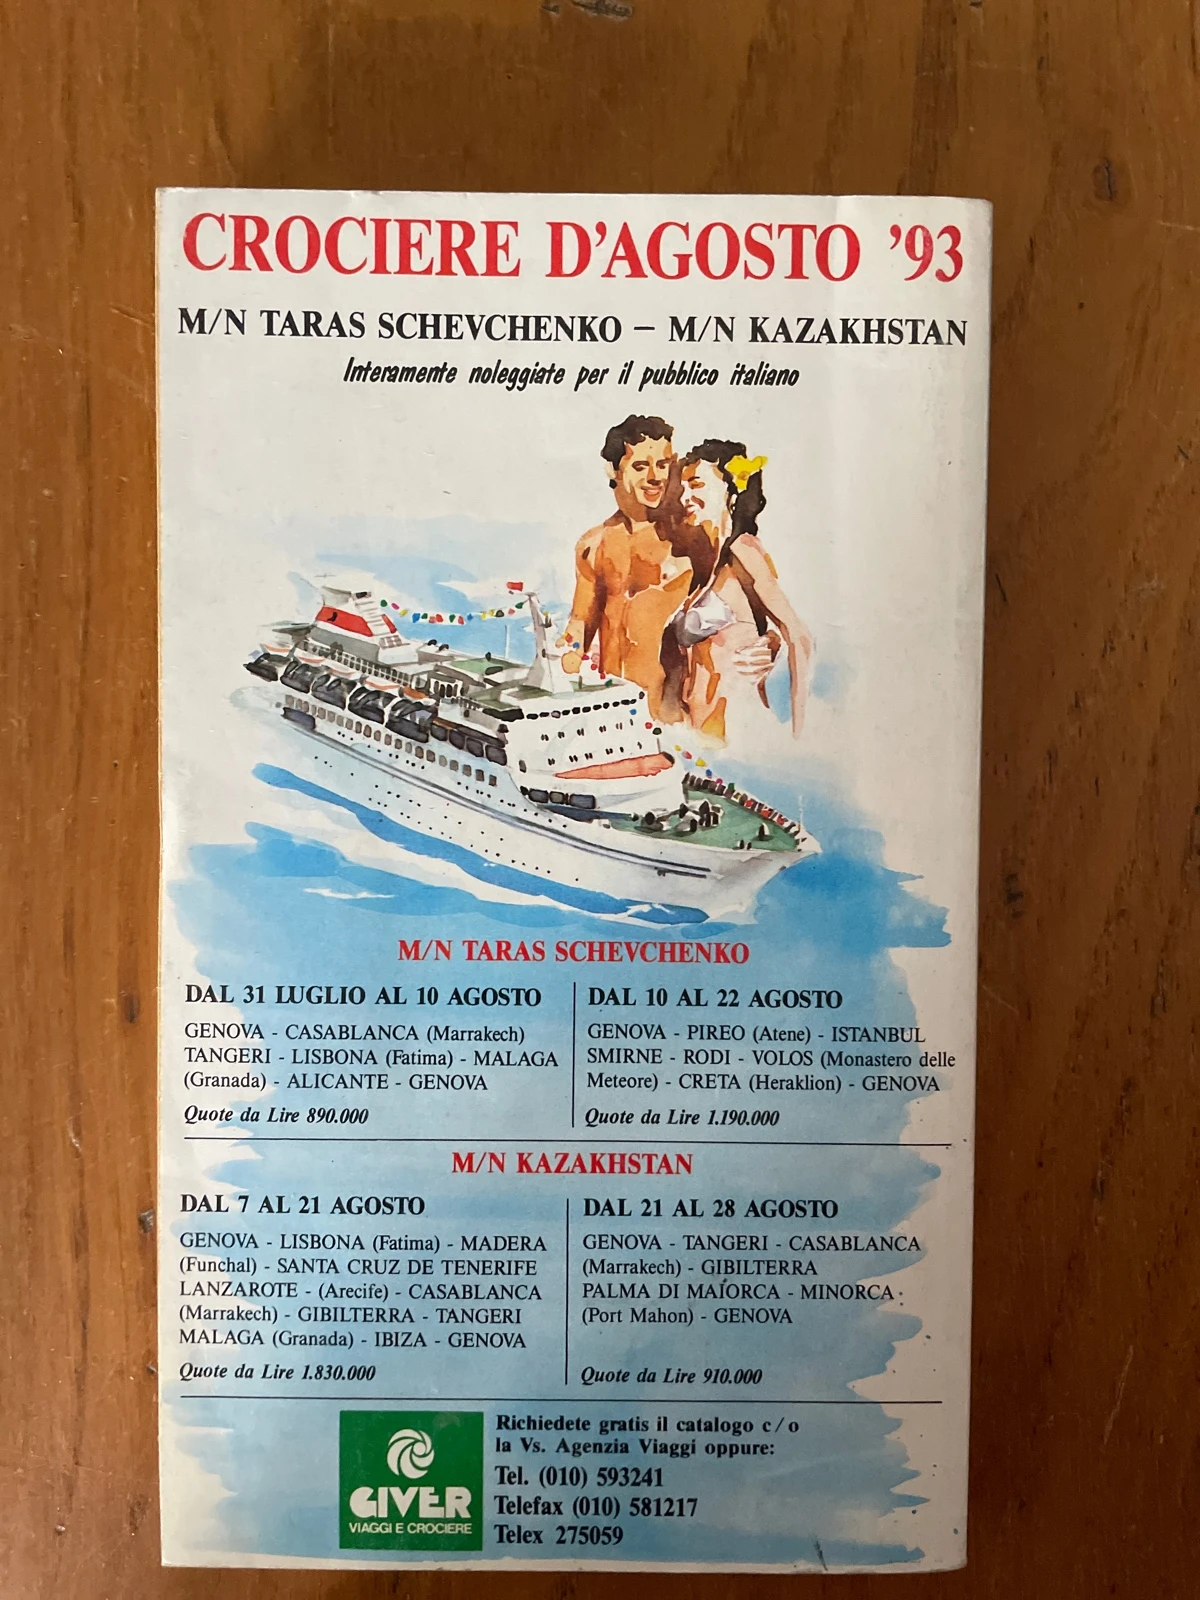 CROCIERE D'AGOSTO '93
M/N TARAS SCHEVCHENKO – M/N KAZAKHSTAN
Interamente noleggiate per il pubblico italiano
M/N TARAS SCHEVCHENKO
DAL 31 LUGLIO AL 10 AGOSTO
GENOVA - CASABLANCA (Marrakech)
TANGERI - LISBONA (Fatima) - MALAGA
(Granada) - ALICANTE - GENOVA
Quote da Lire 890.000
DAL 10 AL 22 AGOSTO
GENOVA - PIREO (Atene) - ISTANBUL
SMIRNE - RODI - VOLOS (Monastero delle
Meteore) - CRETA (Heraklion) - GENOVA
Quote da Lire 1.190.000
M/N KAZAKHSTAN
DAL 7 AL 21 AGOSTO
GENOVA - LISBONA (Fatima) - MADERA
(Funchal) - SANTA CRUZ DE TENERIFE
LANZAROTE - (Arecife) - CASABLANCA
(Marrakech) - GIBILTERRA - TANGERI
MALAGA (Granada) - IBIZA - GENOVA
Quote da Lire 1.830.000
DAL 21 AL 28 AGOSTO
GENOVA - TANGERI - CASABLANCA
(Marrakech) - GIBILTERRA
PALMA DI MAIORCA - MINORCA
(Port Mahon) - GENOVA
Quote da Lire 910.000
GIVER
VIAGGI E CROCIERE
Richiedete gratis il catalogo c/o
la Vs. Agenzia Viaggi oppure:
Tel. (010) 593241
Telefax (010) 581217
Telex 275059